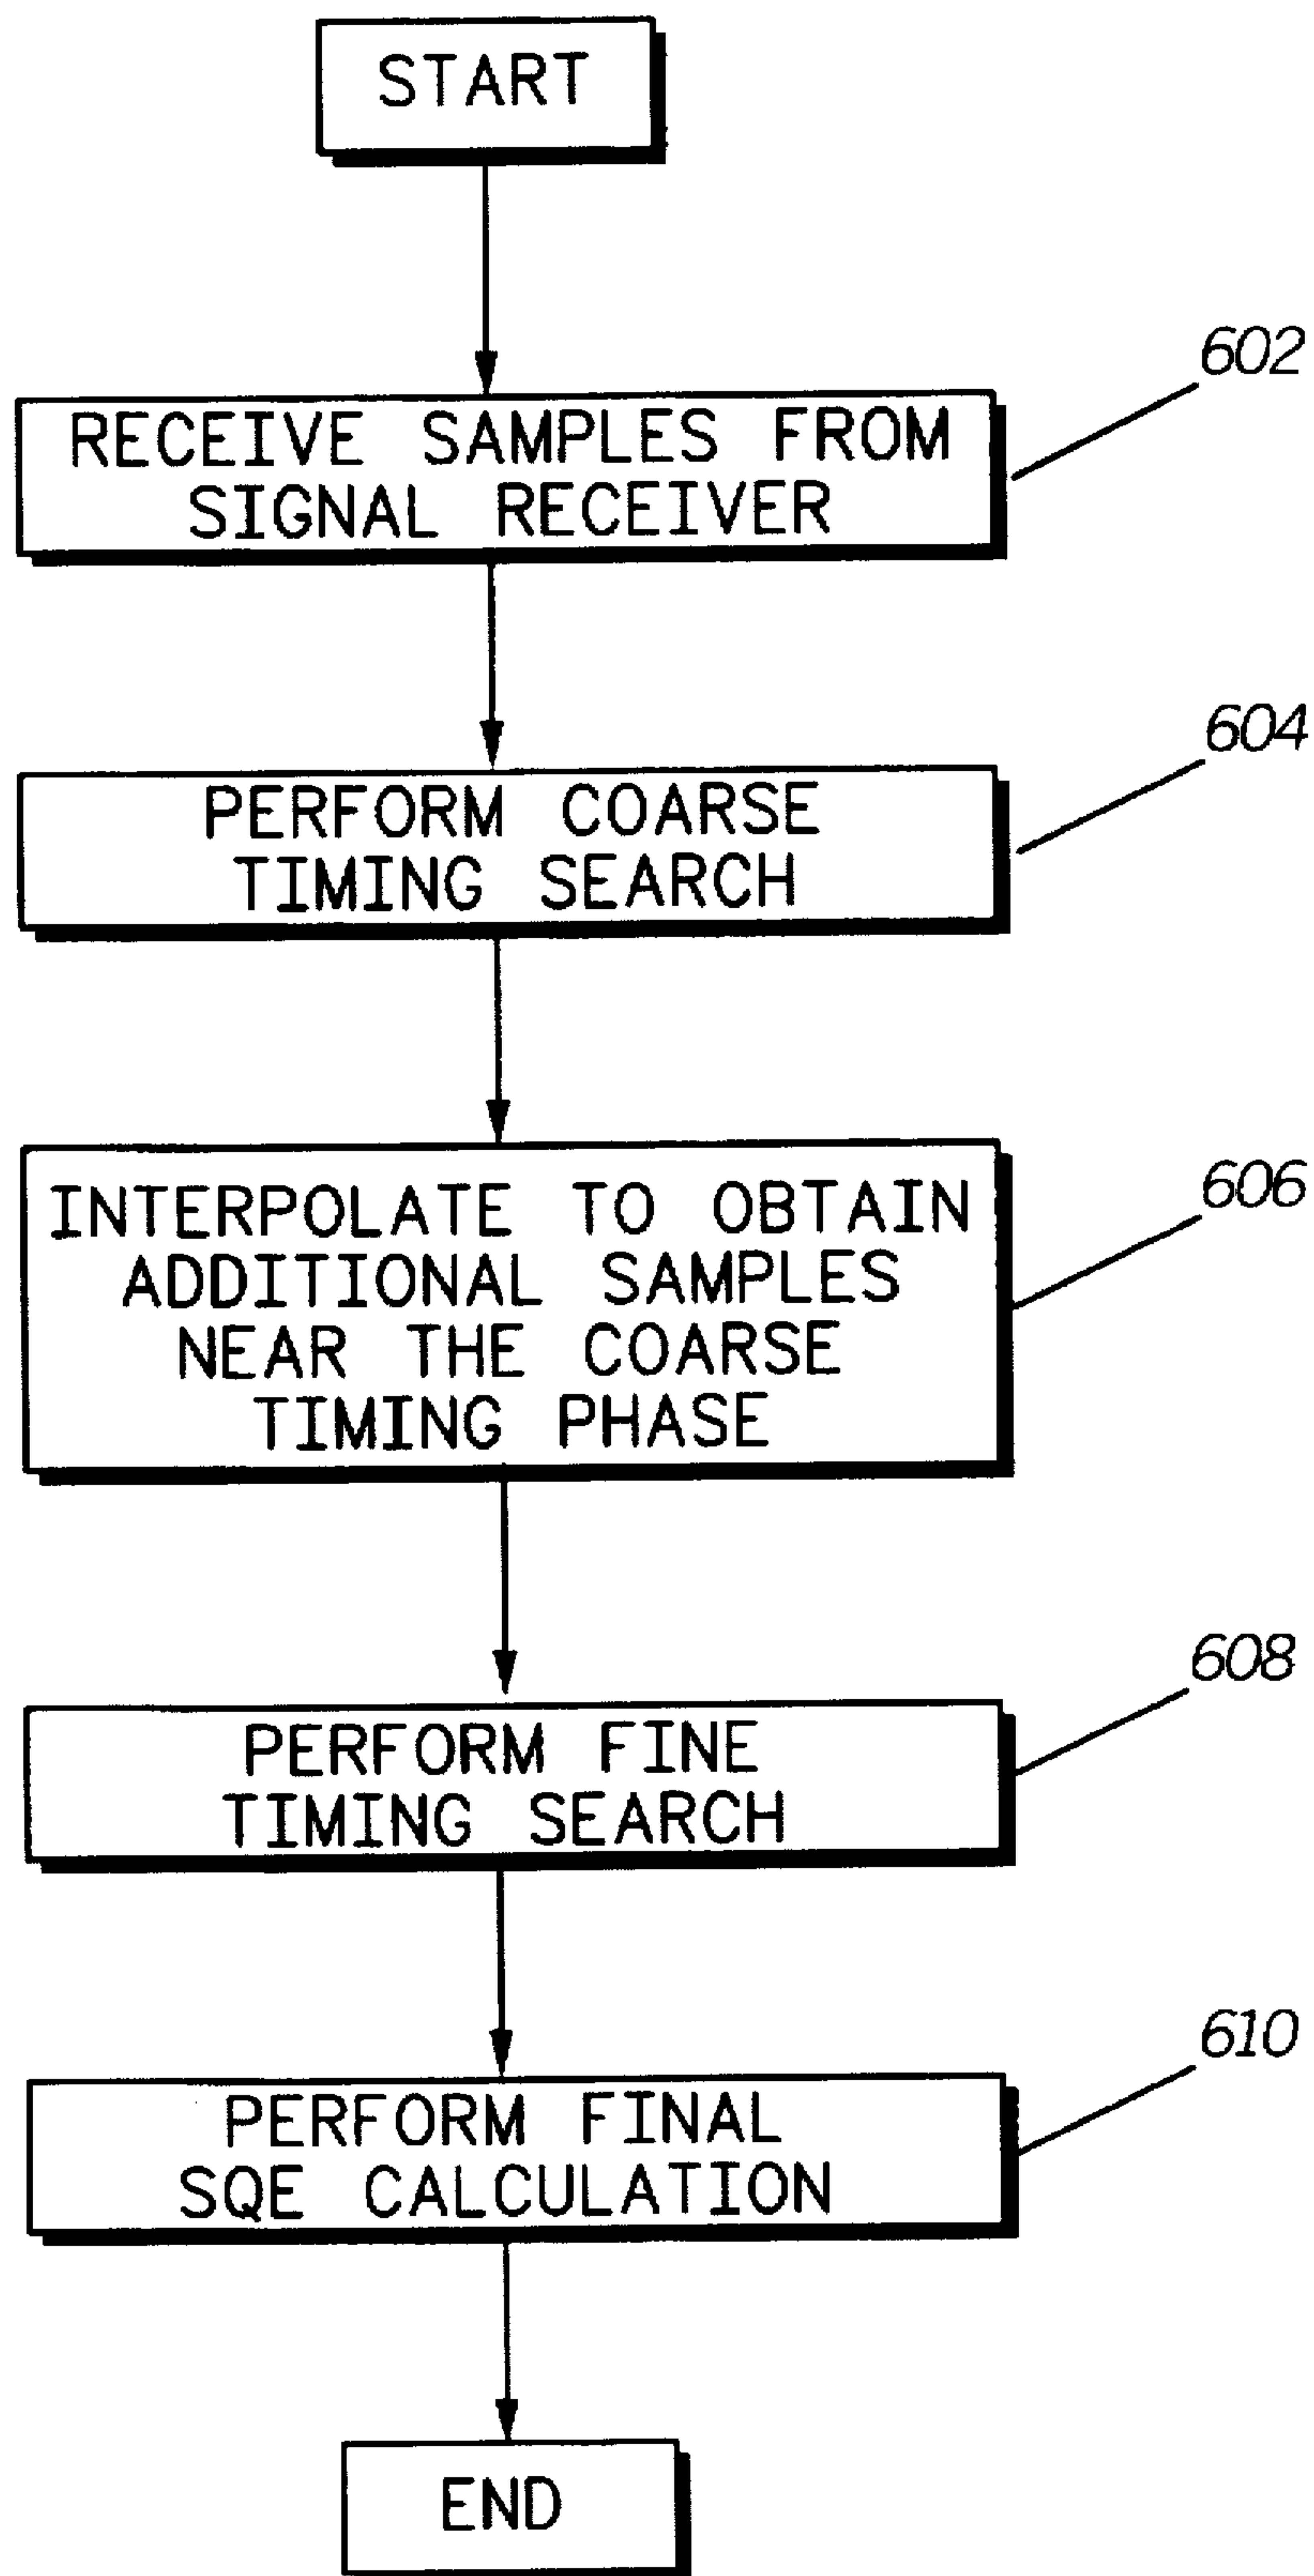 START
602
RECEIVE SAMPLES FROM
SIGNAL RECEIVER
604
PERFORM COARSE
TIMING SEARCH
606
INTERPOLATE TO OBTAIN
ADDITIONAL SAMPLES
NEAR THE COARSE
TIMING PHASE
608
PERFORM FINE
TIMING SEARCH
610
PERFORM FINAL
SQE CALCULATION
END